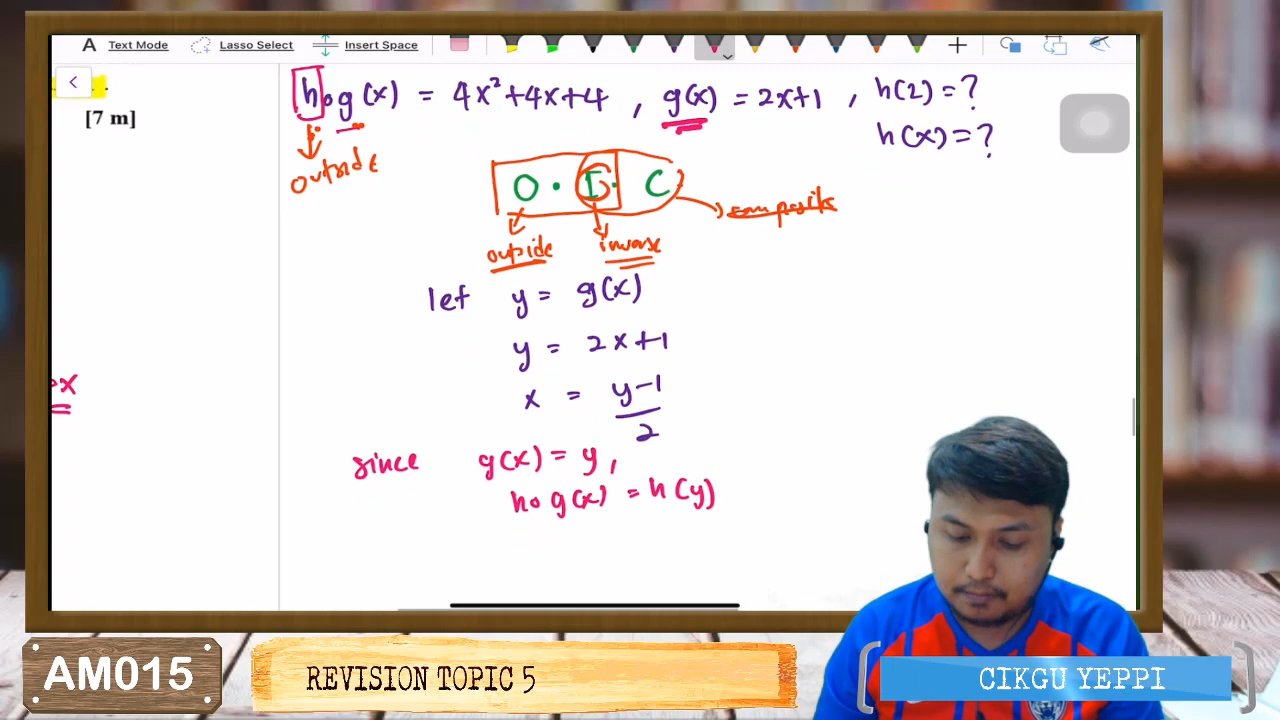 A Text Mode Lasso Select Insert Space
[7 m]
hog(x) = 4x²+4x+4 , g(x) = 2x+1 , h(2) = ?
h(x) = ?
outside
O · I · C
composite
outside
inverse
let y = g(x)
y = 2x+1
x = y-1/2
ox
since g(x) = y,
hog(x) = h(y)
AM015
REVISION TOPIC 5
CIKGU YEPPI